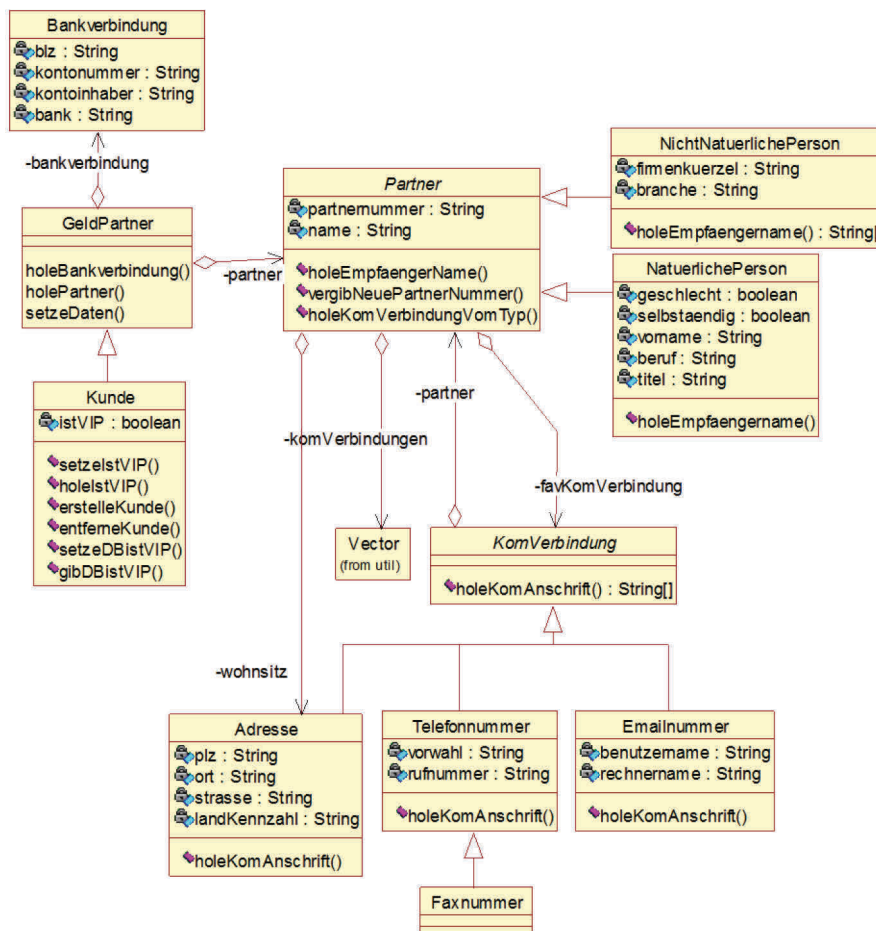 Bankverbindung
blz : String
kontonummer : String
kontoinhaber : String
bank : String
-bankverbindung
GeldPartner
holeBankverbindung()
holePartner()
setzeDaten()
-partner
Partner
partnernummer : String
name : String
holeEmpfaengerName()
vergibNeuePartnerNummer()
holeKomVerbindungVomTyp()
NichtNatuerlichePerson
firmenkuerzel : String
branche : String
holeEmpfaengername() : String[
NatuerlichePerson
geschlecht : boolean
selbstaendig : boolean
vorname : String
beruf : String
titel : String
holeEmpfaengername()
Kunde
istVIP : boolean
setzeIstVIP()
holeIstVIP()
erstelleKunde()
entferneKunde()
setzeDBistVIP()
gibDBistVIP()
-komVerbindungen
-partner
-favKomVerbindung
Vector
(from util)
KomVerbindung
holeKomAnschrift() : String[]
-wohnsitz
Adresse
plz : String
ort : String
strasse : String
landKennzahl : String
holeKomAnschrift()
Telefonnummer
vorwahl : String
rufnummer : String
holeKomAnschrift()
Emailnummer
benutzername : String
rechnername : String
holeKomAnschrift()
Faxnummer